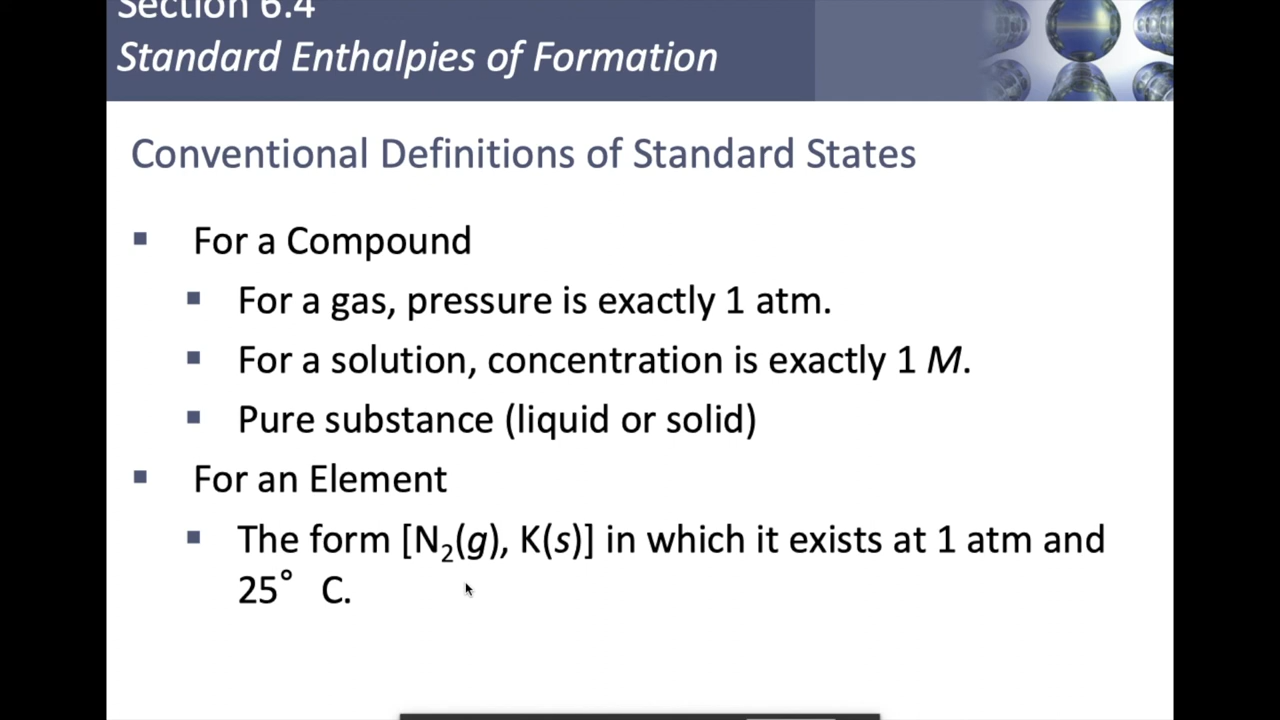 Section 6.4
Standard Enthalpies of Formation
Conventional Definitions of Standard States
▪ For a Compound
▪ For a gas, pressure is exactly 1 atm.
▪ For a solution, concentration is exactly 1 M.
▪ Pure substance (liquid or solid)
▪ For an Element
▪ The form [N₂(g), K(s)] in which it exists at 1 atm and
25° C.